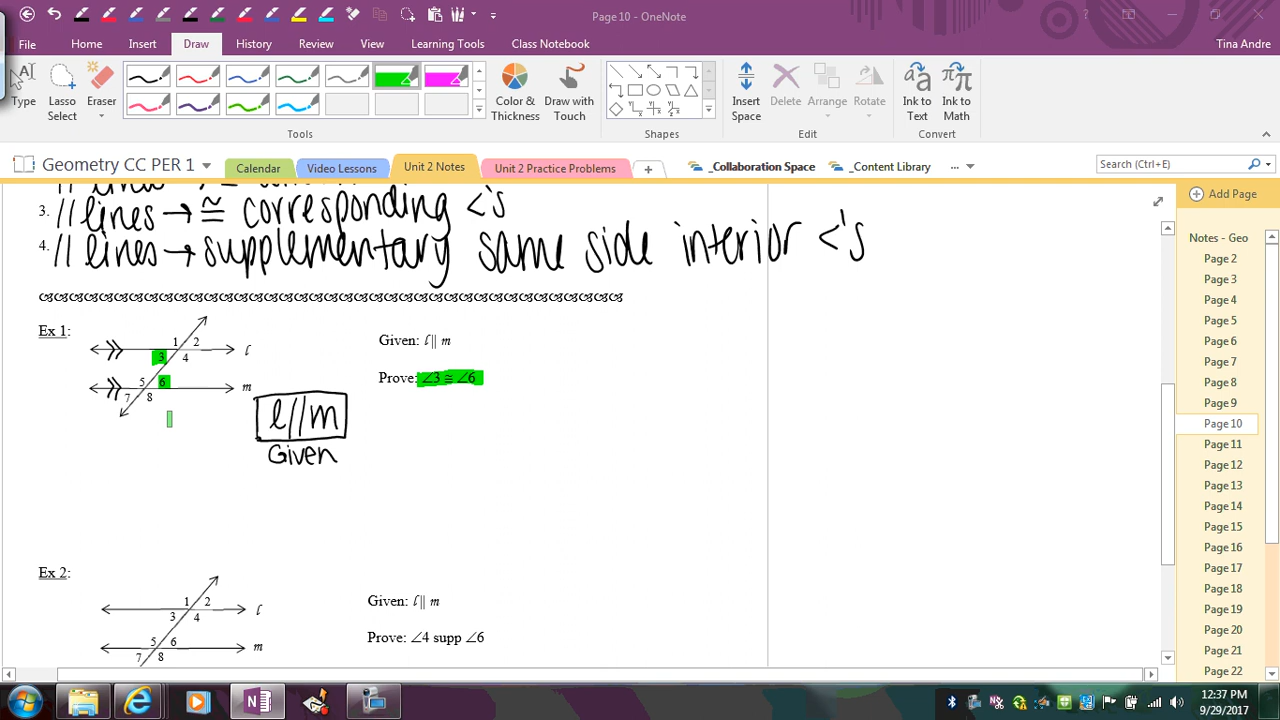 Page 10 - OneNote
File Home Insert Draw History Review View Learning Tools Class Notebook Tina Andre
Type Lasso Select Eraser Color & Thickness Draw with Touch Insert Space Delete Arrange Rotate Ink to Text Ink to Math
Tools Shapes Edit Convert
Geometry CC PER 1 Calendar Video Lessons Unit 2 Notes Unit 2 Practice Problems _Collaboration Space _Content Library ... Search (Ctrl+E)
Add Page
3. // lines → ≅ corresponding <'s
4. // lines → supplementary same side interior <'s
Ex 1:
1 2
3 4
l
5 6
7 8
m
Given: l || m
Prove: ∠3 ≅ ∠6
l//m
Given
Ex 2:
1 2
3 4
l
5 6
7 8
m
Given: l || m
Prove: ∠4 supp ∠6
Notes - Geo
Page 2
Page 3
Page 4
Page 5
Page 6
Page 7
Page 8
Page 9
Page 10
Page 11
Page 12
Page 13
Page 14
Page 15
Page 16
Page 17
Page 18
Page 19
Page 20
Page 21
Page 22
12:37 PM
9/29/2017